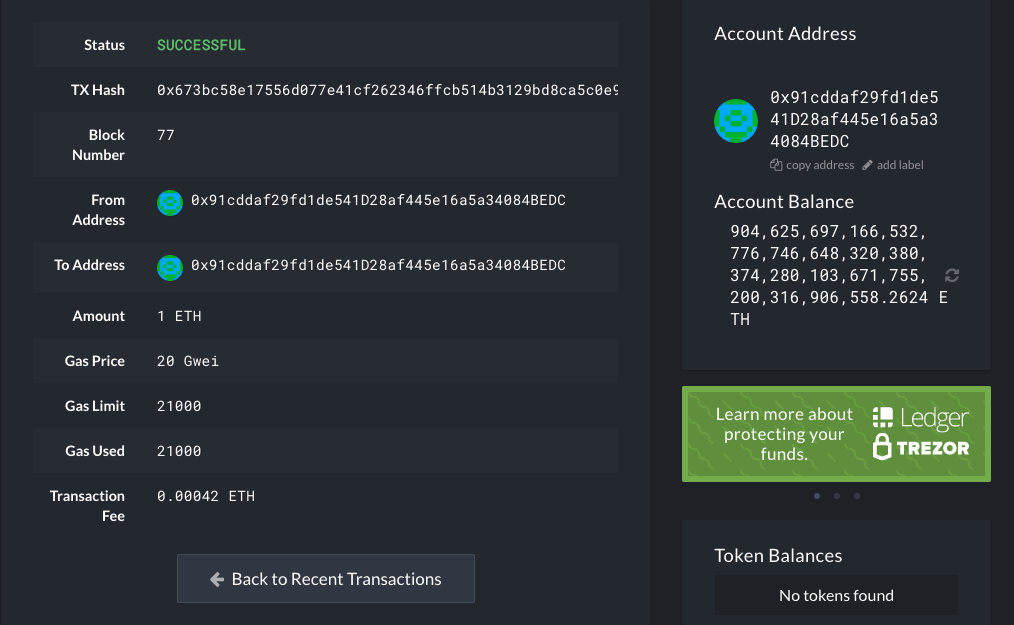 Status SUCCESSFUL
TX Hash 0x673bc58e17556d077e41cf262346ffcb514b3129bd8ca5c0e9
Block
Number
77
From
Address
0x91cddaf29fd1de541D28af445e16a5a34084BEDC
To Address 0x91cddaf29fd1de541D28af445e16a5a34084BEDC
Amount 1 ETH
Gas Price 20 Gwei
Gas Limit 21000
Gas Used 21000
Transaction
Fee
0.00042 ETH
Back to Recent Transactions
Account Address
0x91cddaf29fd1de5
41D28af445e16a5a3
4084BEDC
copy address add label
Account Balance
904,625,697,166,532,
776,746,648,320,380,
374,280,103,671,755,
200,316,906,558.2624 E
TH
Learn more about
protecting your
funds.
Ledger
TREZOR
Token Balances
No tokens found